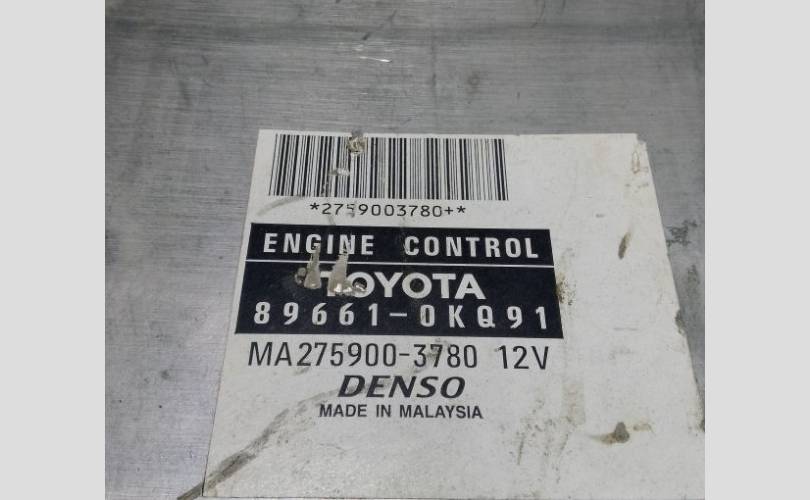 *2759003780+*
ENGINE CONTROL
TOYOTA
89661-0KQ91
MA275900-3780 12V
DENSO
MADE IN MALAYSIA